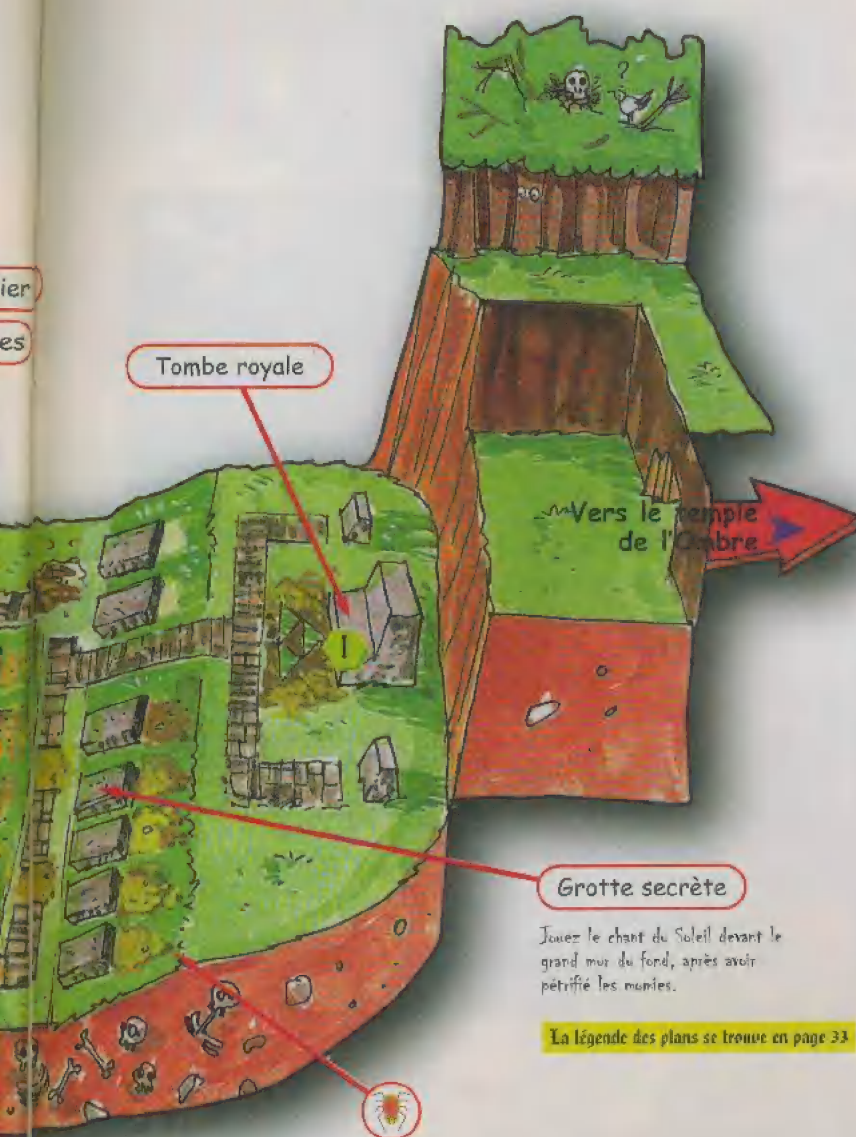 ier
es
Tombe royale
?
Vers le temple
de l'Ombre
1
Grotte secrète
Jouez le chant du Soleil devant le
grand mur du fond, après avoir
pétrifié les momies.
La légende des plans se trouve en page 33